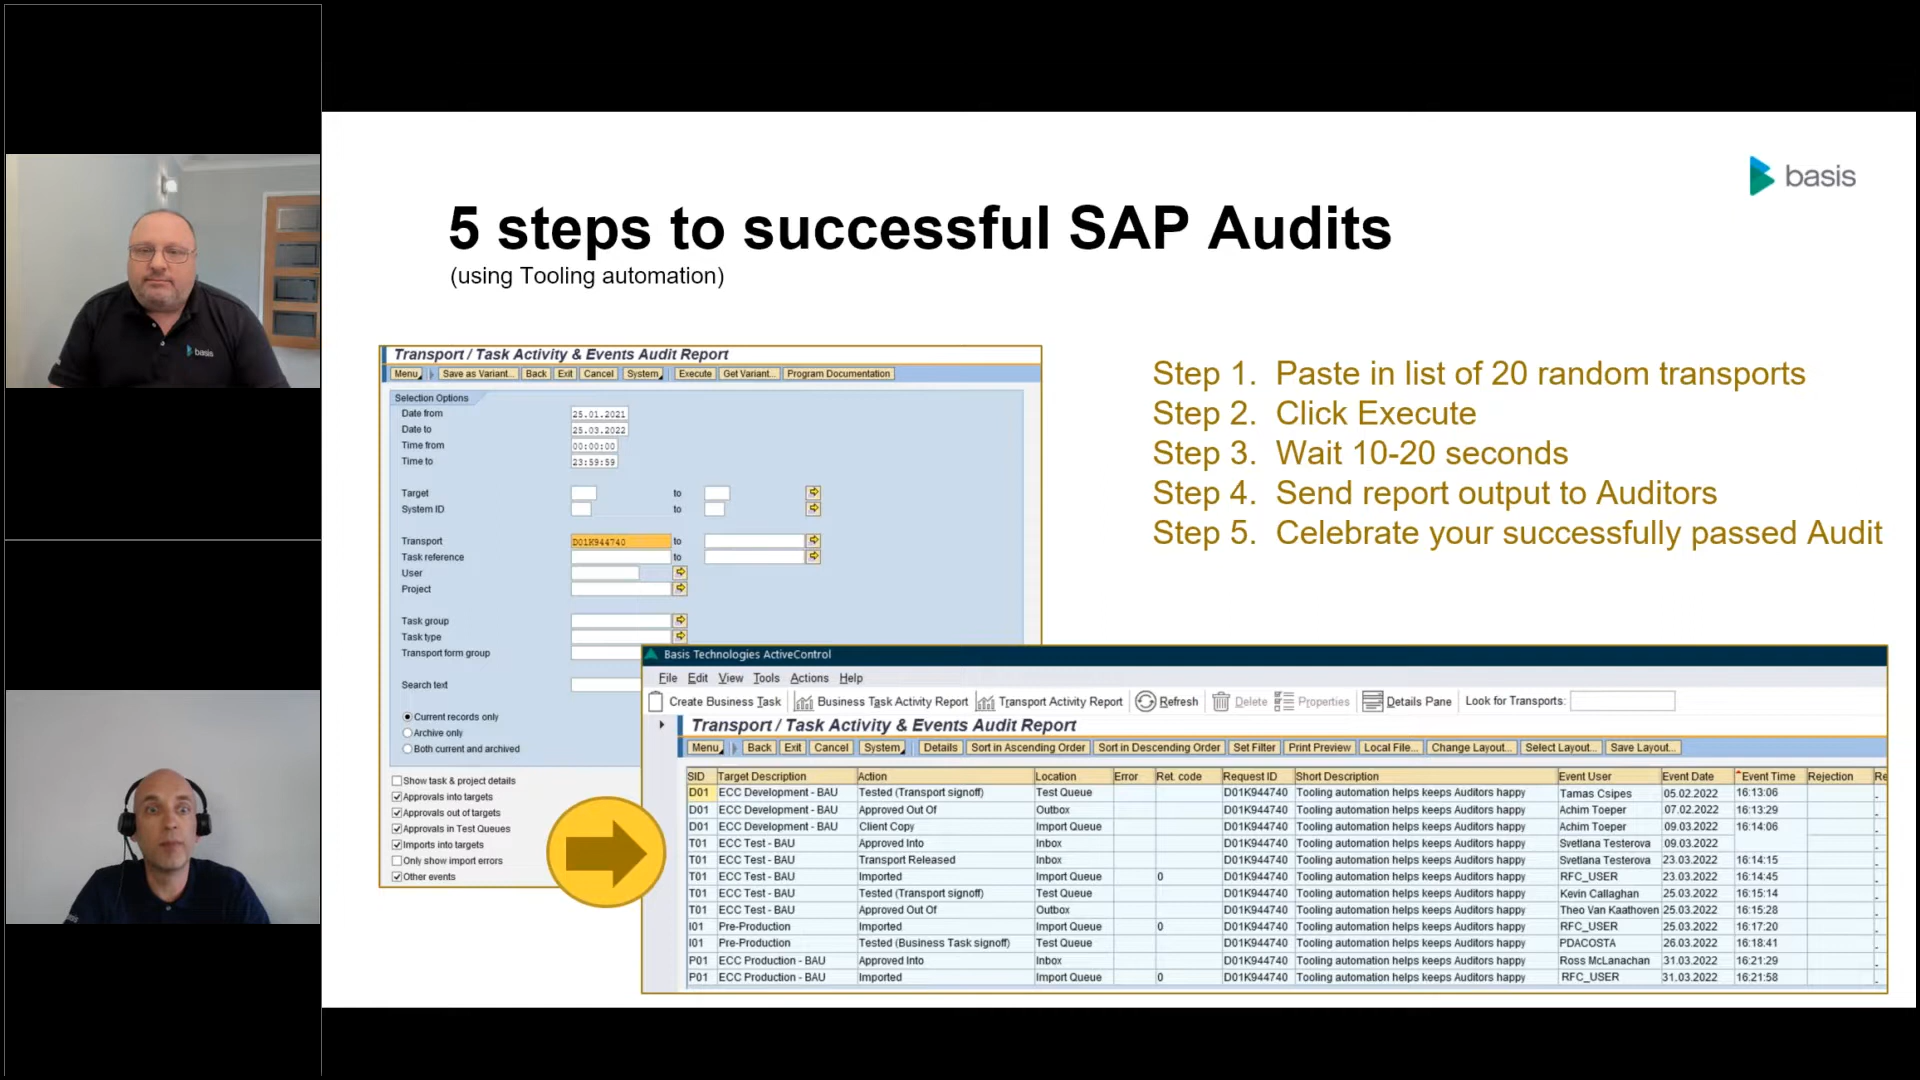 basis
5 steps to successful SAP Audits
(using Tooling automation)
Transport / Task Activity & Events Audit Report
Menu Save as Variant... Back Exit Cancel System Execute Get Variant... Program Documentation
Selection Options
Date from 25.01.2021
Date to 25.03.2022
Time from 00:00:00
Time to 23:59:59
Target to
System ID to
Transport D01K944740 to
Task reference to
User
Project
Task group
Task type
Transport form group
Search text
Current records only
Archive only
Both current and archived
Show task & project details
Approvals into targets
Approvals out of targets
Approvals in Test Queues
Imports into targets
Only show import errors
Other events
Step 1. Paste in list of 20 random transports
Step 2. Click Execute
Step 3. Wait 10-20 seconds
Step 4. Send report output to Auditors
Step 5. Celebrate your successfully passed Audit
Basis Technologies ActiveControl
File Edit View Tools Actions Help
Create Business Task Business Task Activity Report Transport Activity Report Refresh Delete Properties Details Pane Look for Transports:
Transport / Task Activity & Events Audit Report
Menu Back Exit Cancel System Details Sort in Ascending Order Sort in Descending Order Set Filter Print Preview Local File... Change Layout... Select Layout... Save Layout...
SID Target Description Action Location Error Ret. code Request ID Short Description Event User Event Date Event Time Rejection Re
D01 ECC Development - BAU Tested (Transport signoff) Test Queue D01K944740 Tooling automation helps keeps Auditors happy Tamas Csipes 05.02.2022 16:13:06
D01 ECC Development - BAU Approved Out Of Outbox D01K944740 Tooling automation helps keeps Auditors happy Achim Toeper 07.02.2022 16:13:29
D01 ECC Development - BAU Client Copy Import Queue D01K944740 Tooling automation helps keeps Auditors happy Achim Toeper 09.03.2022 16:14:06
T01 ECC Test - BAU Approved Into Inbox D01K944740 Tooling automation helps keeps Auditors happy Svetlana Testerova 09.03.2022
T01 ECC Test - BAU Transport Released Inbox D01K944740 Tooling automation helps keeps Auditors happy Svetlana Testerova 23.03.2022 16:14:15
T01 ECC Test - BAU Imported Import Queue 0 D01K944740 Tooling automation helps keeps Auditors happy RFC_USER 23.03.2022 16:14:45
T01 ECC Test - BAU Tested (Transport signoff) Test Queue D01K944740 Tooling automation helps keeps Auditors happy Kevin Callaghan 25.03.2022 16:15:14
T01 ECC Test - BAU Approved Out Of Outbox D01K944740 Tooling automation helps keeps Auditors happy Theo Van Kaathoven 25.03.2022 16:15:28
I01 Pre-Production Imported Import Queue 0 D01K944740 Tooling automation helps keeps Auditors happy RFC_USER 25.03.2022 16:17:20
I01 Pre-Production Tested (Business Task signoff) Test Queue D01K944740 Tooling automation helps keeps Auditors happy PDACOSTA 26.03.2022 16:18:41
P01 ECC Production - BAU Approved Into Inbox D01K944740 Tooling automation helps keeps Auditors happy Ross McLanachan 31.03.2022 16:21:29
P01 ECC Production - BAU Imported Import Queue 0 D01K944740 Tooling automation helps keeps Auditors happy RFC_USER 31.03.2022 16:21:58
basis